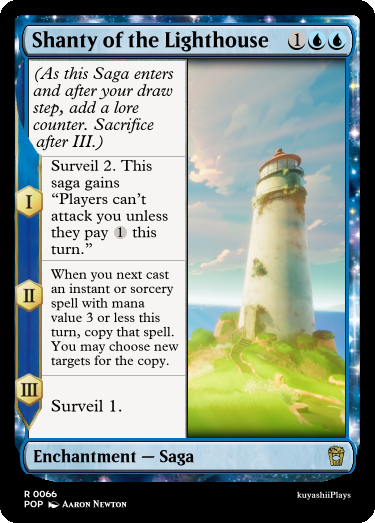 Shanty of the Lighthouse 1
(As this Saga enters
and after your draw
step, add a lore
counter. Sacrifice
after III.)
I
Surveil 2. This
saga gains
“Players can’t
attack you unless
they pay 1 this
turn.”
II
When you next cast
an instant or sorcery
spell with mana
value 3 or less this
turn, copy that spell.
You may choose new
targets for the copy.
III
Surveil 1.
Enchantment — Saga
R 0066
POP Aaron Newton
kuyashiiPlays